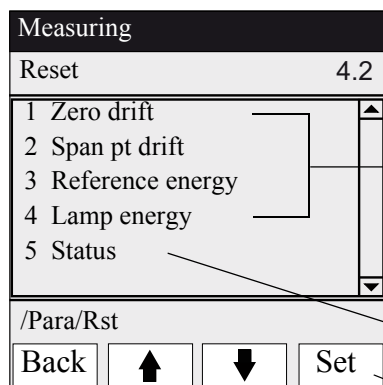 Measuring
Reset 4.2
1 Zero drift
2 Span pt drift
3 Reference energy
4 Lamp energy
5 Status
/Para/Rst
Back Set